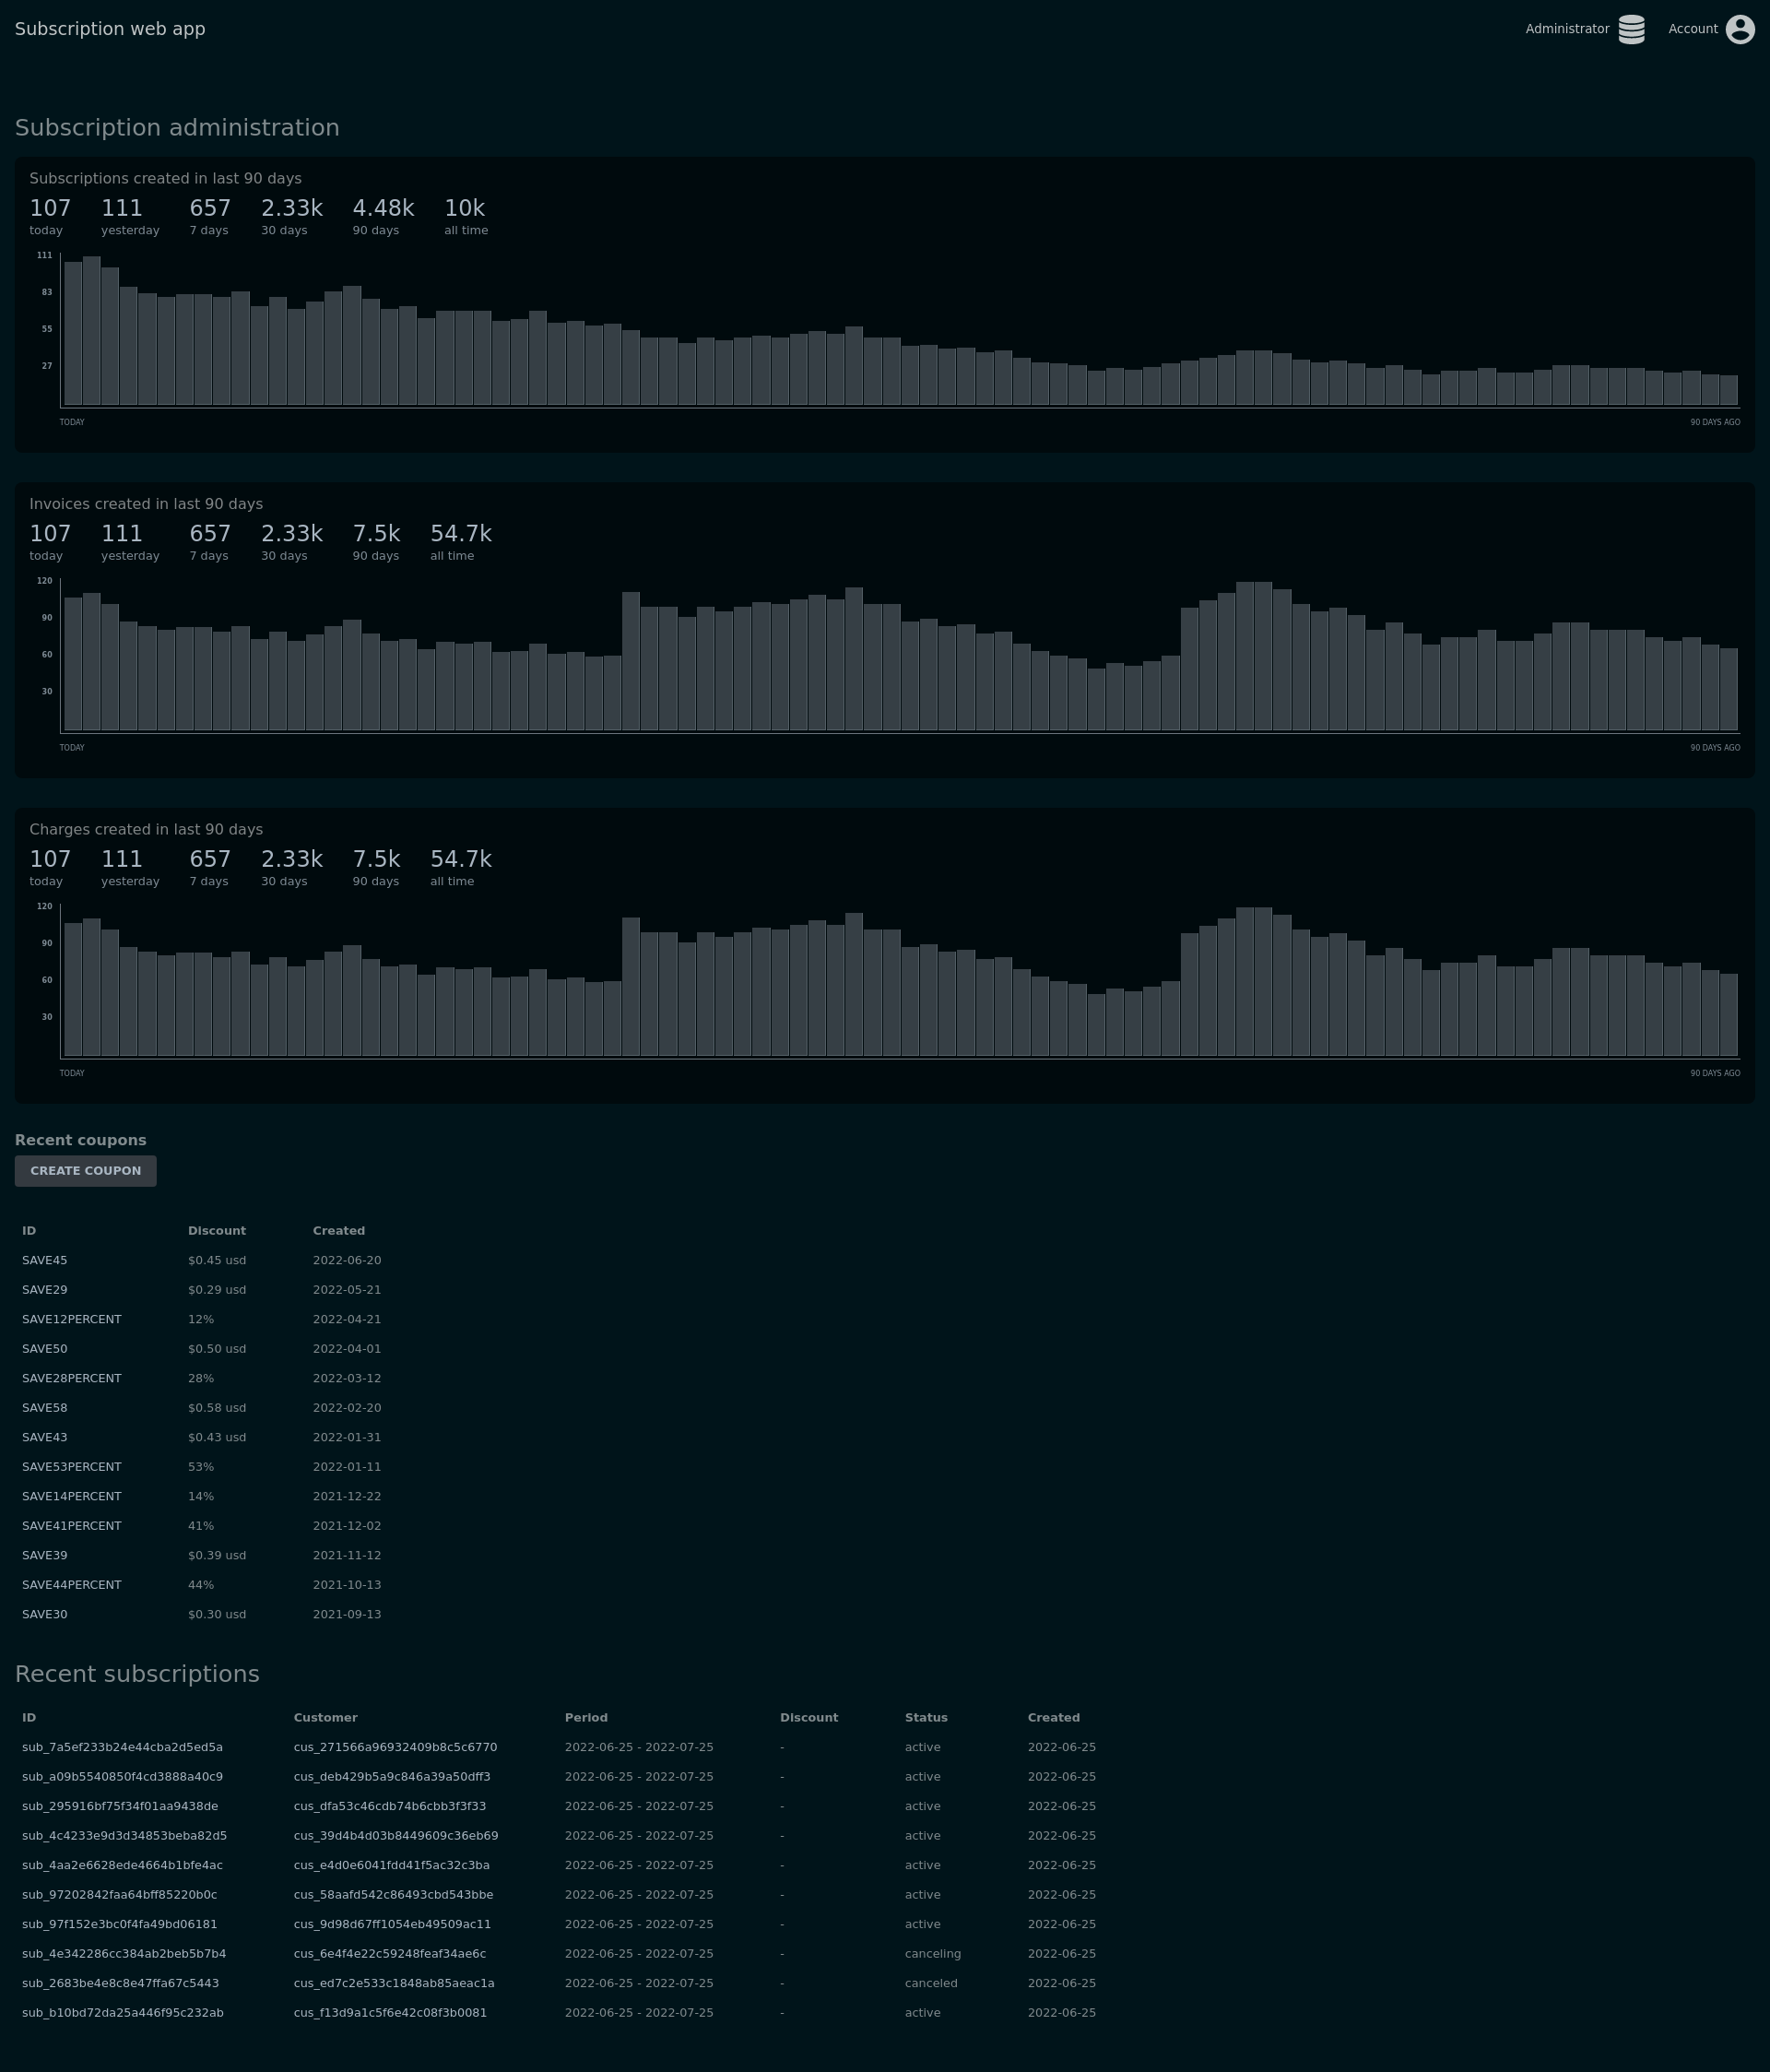 Subscription web app
Administrator
Account
Subscription administration
Subscriptions created in last 90 days
107 111 657 2.33k 4.48k 10k
today yesterday 7 days 30 days 90 days all time
111
83
55
27
TODAY 90 DAYS AGO
Invoices created in last 90 days
107 111 657 2.33k 7.5k 54.7k
today yesterday 7 days 30 days 90 days all time
120
90
60
30
TODAY 90 DAYS AGO
Charges created in last 90 days
107 111 657 2.33k 7.5k 54.7k
today yesterday 7 days 30 days 90 days all time
120
90
60
30
TODAY 90 DAYS AGO
Recent coupons
CREATE COUPON
ID Discount Created
SAVE45 $0.45 usd 2022-06-20
SAVE29 $0.29 usd 2022-05-21
SAVE12PERCENT 12% 2022-04-21
SAVE50 $0.50 usd 2022-04-01
SAVE28PERCENT 28% 2022-03-12
SAVE58 $0.58 usd 2022-02-20
SAVE43 $0.43 usd 2022-01-31
SAVE53PERCENT 53% 2022-01-11
SAVE14PERCENT 14% 2021-12-22
SAVE41PERCENT 41% 2021-12-02
SAVE39 $0.39 usd 2021-11-12
SAVE44PERCENT 44% 2021-10-13
SAVE30 $0.30 usd 2021-09-13
Recent subscriptions
ID Customer Period Discount Status Created
sub_7a5ef233b24e44cba2d5ed5a cus_271566a96932409b8c5c6770 2022-06-25 - 2022-07-25 - active 2022-06-25
sub_a09b5540850f4cd3888a40c9 cus_deb429b5a9c846a39a50dff3 2022-06-25 - 2022-07-25 - active 2022-06-25
sub_295916bf75f34f01aa9438de cus_dfa53c46cdb74b6cbb3f3f33 2022-06-25 - 2022-07-25 - active 2022-06-25
sub_4c4233e9d3d34853beba82d5 cus_39d4b4d03b8449609c36eb69 2022-06-25 - 2022-07-25 - active 2022-06-25
sub_4aa2e6628ede4664b1bfe4ac cus_e4d0e6041fdd41f5ac32c3ba 2022-06-25 - 2022-07-25 - active 2022-06-25
sub_97202842faa64bff85220b0c cus_58aafd542c86493cbd543bbe 2022-06-25 - 2022-07-25 - active 2022-06-25
sub_97f152e3bc0f4fa49bd06181 cus_9d98d67ff1054eb49509ac11 2022-06-25 - 2022-07-25 - active 2022-06-25
sub_4e342286cc384ab2beb5b7b4 cus_6e4f4e22c59248feaf34ae6c 2022-06-25 - 2022-07-25 - canceling 2022-06-25
sub_2683be4e8c8e47ffa67c5443 cus_ed7c2e533c1848ab85aeac1a 2022-06-25 - 2022-07-25 - canceled 2022-06-25
sub_b10bd72da25a446f95c232ab cus_f13d9a1c5f6e42c08f3b0081 2022-06-25 - 2022-07-25 - active 2022-06-25